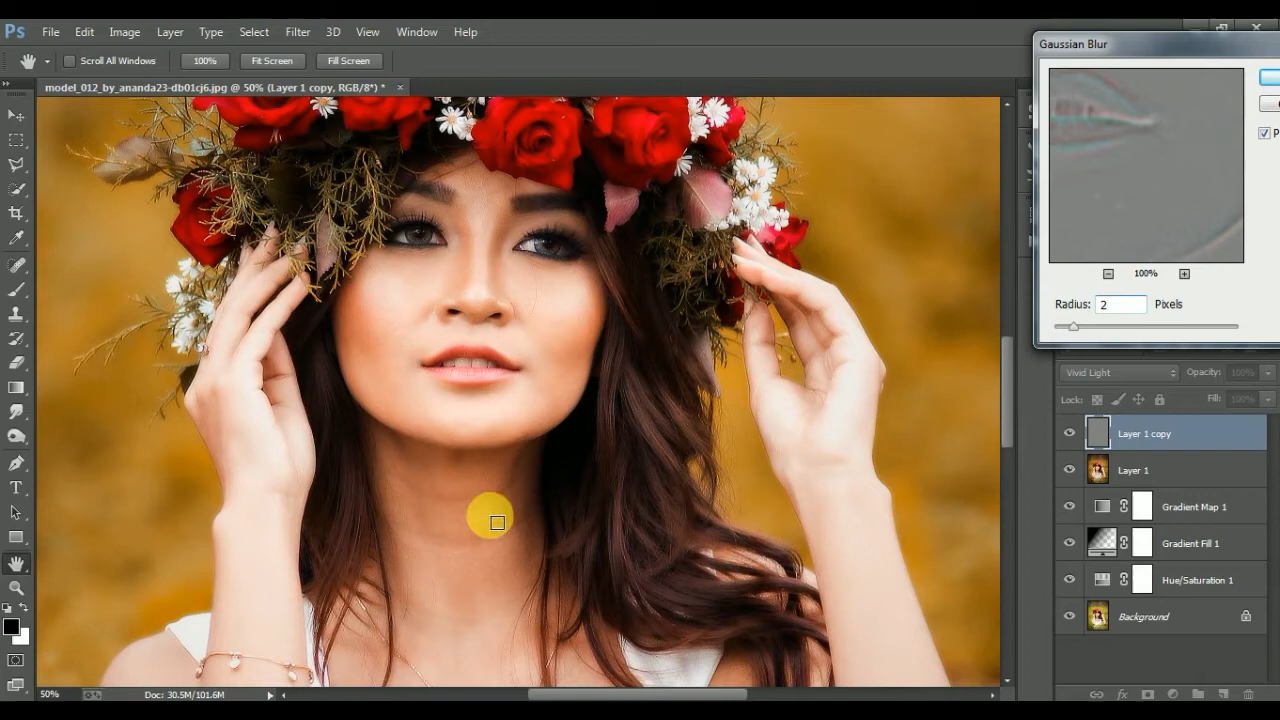 Ps File Edit Image Layer Type Select Filter 3D View Window Help
Gaussian Blur
Scroll All Windows 100% Fit Screen Fill Screen
model_012_by_ananda23-db01cj6.jpg @ 50% (Layer 1 copy, RGB/8*) * ×
P
100%
Radius: 2 Pixels
Vivid Light Opacity: 100%
Lock: Fill: 100%
Layer 1 copy
Layer 1
Gradient Map 1
Gradient Fill 1
Hue/Saturation 1
Background
T
50% Doc: 30.5M/101.6M
fx